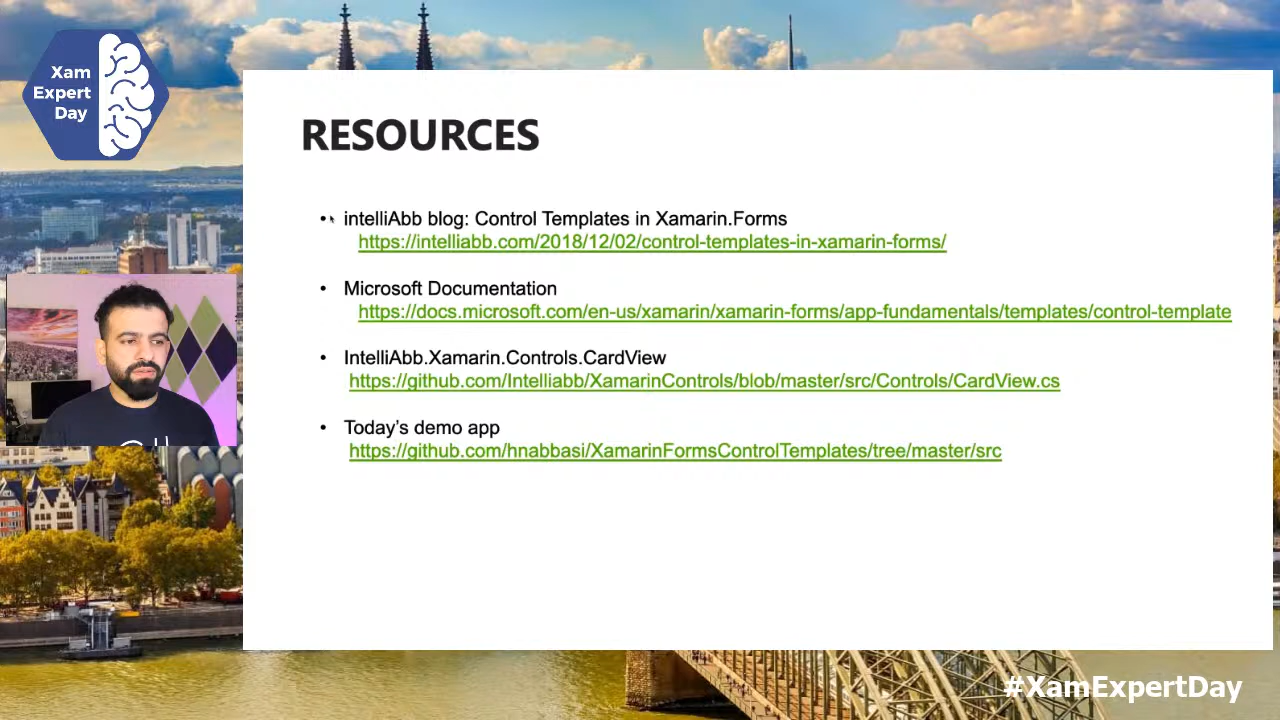 Xam
Expert
Day
RESOURCES
• intelliAbb blog: Control Templates in Xamarin.Forms
https://intelliabb.com/2018/12/02/control-templates-in-xamarin-forms/
• Microsoft Documentation
https://docs.microsoft.com/en-us/xamarin/xamarin-forms/app-fundamentals/templates/control-template
• IntelliAbb.Xamarin.Controls.CardView
https://github.com/Intelliabb/XamarinControls/blob/master/src/Controls/CardView.cs
• Today’s demo app
https://github.com/hnabbasi/XamarinFormsControlTemplates/tree/master/src
#XamExpertDay